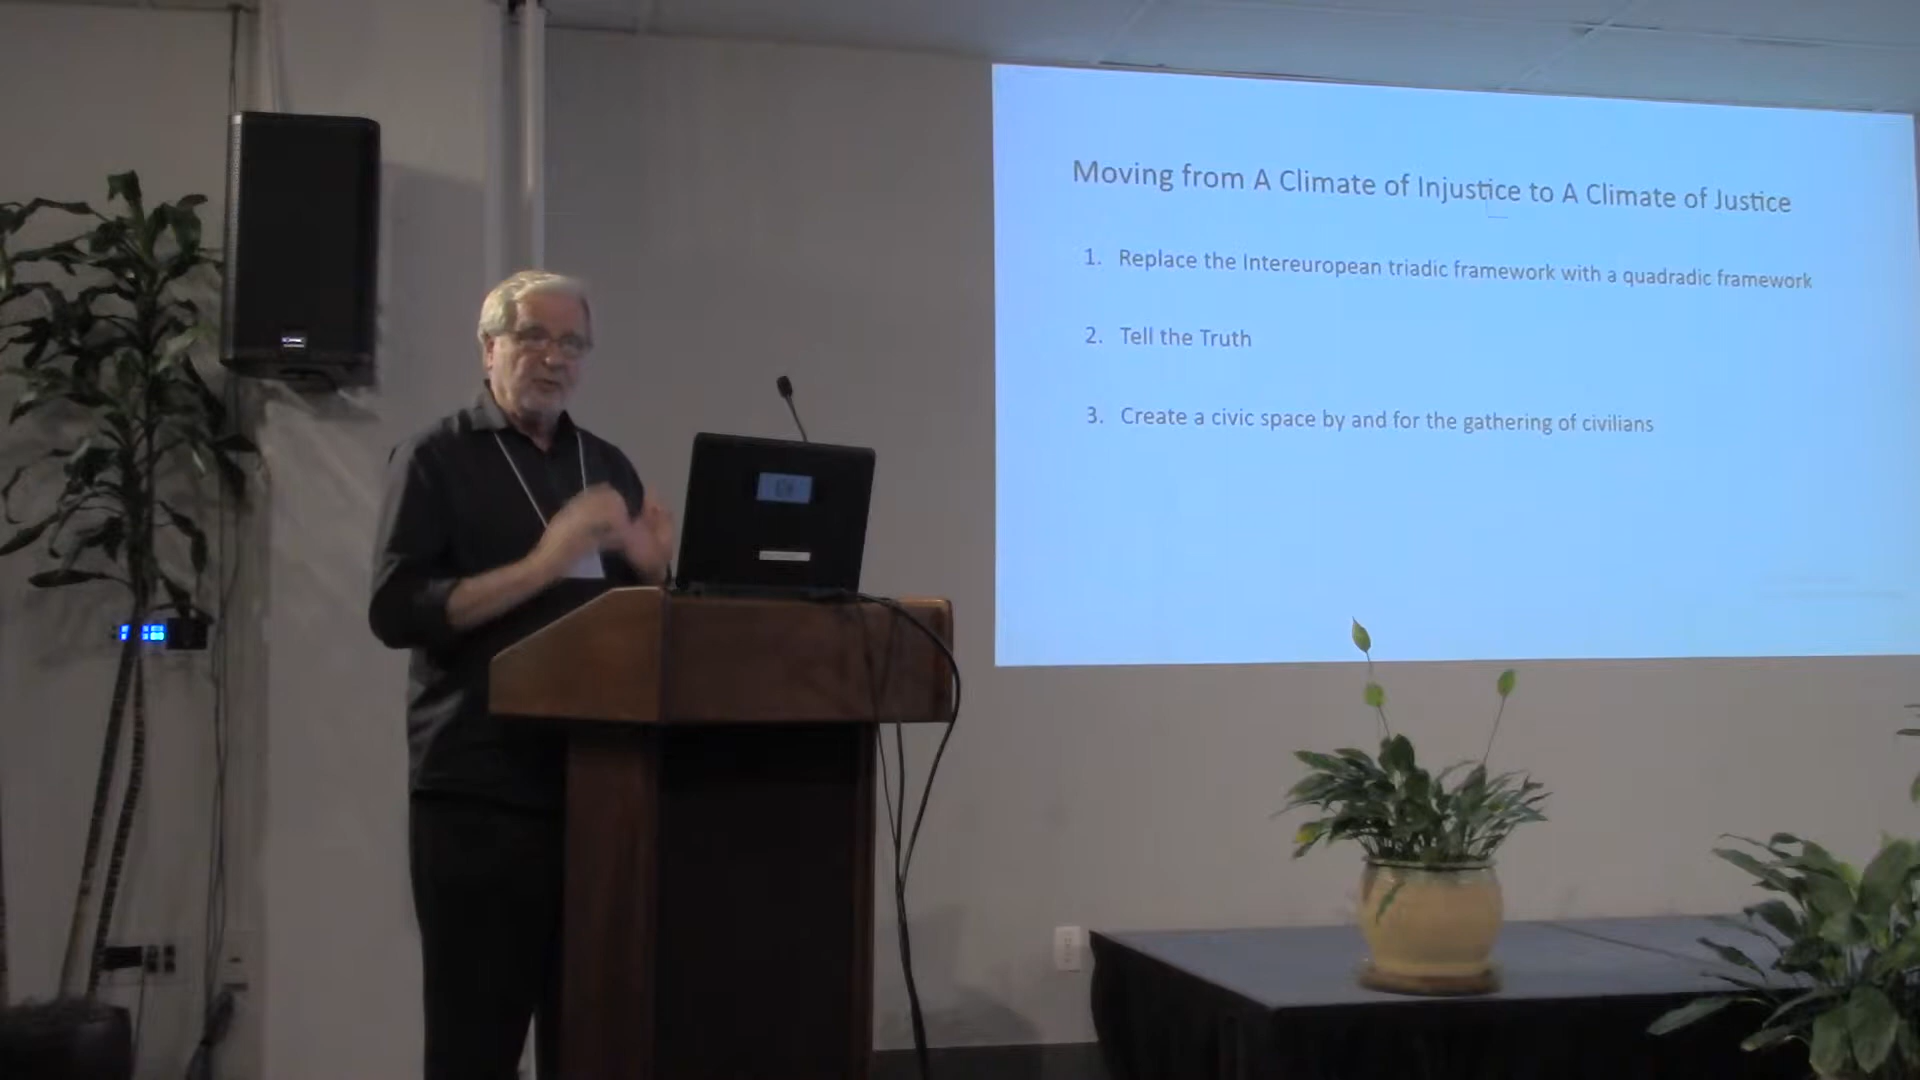 Moving from A Climate of Injustice to A Climate of Justice
1. Replace the Intereuropean triadic framework with a quadradic framework
2. Tell the Truth
3. Create a civic space by and for the gathering of civilians